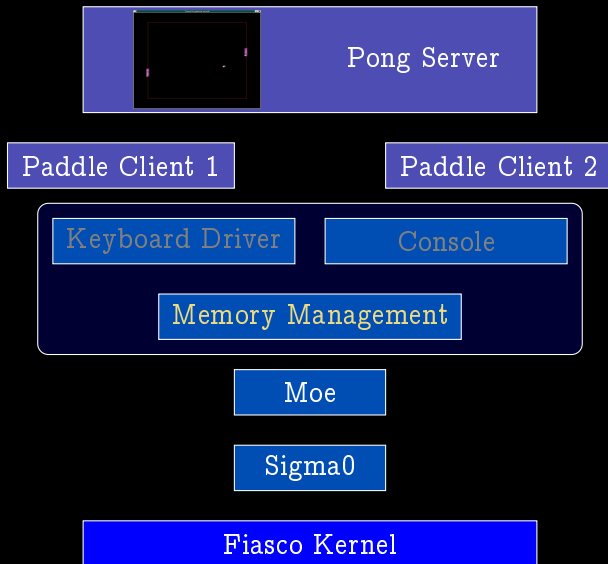 Pong Server
Paddle Client 1
Paddle Client 2
Keyboard Driver
Console
Memory Management
Moe
Sigma0
Fiasco Kernel